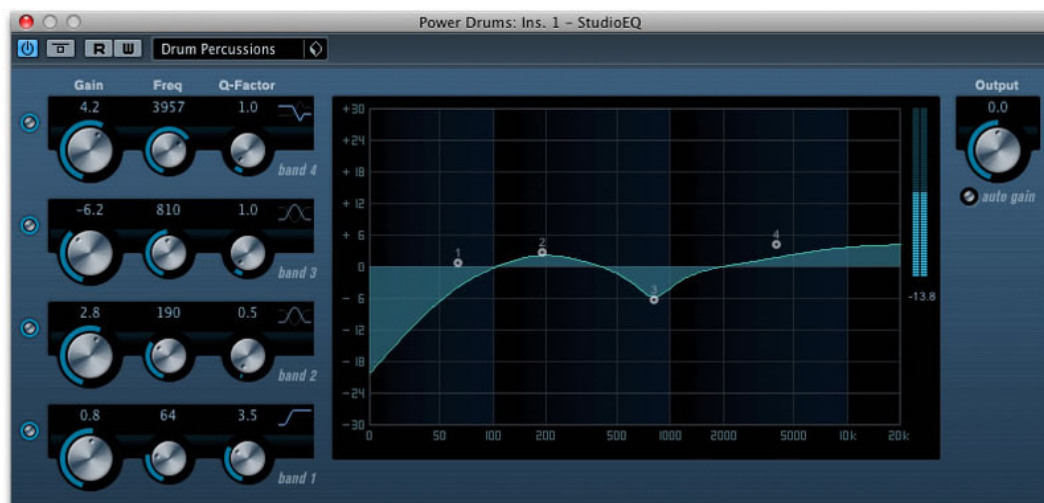 Power Drums: Ins. 1 – StudioEQ
R W Drum Percussions
Gain Freq Q-Factor
4.2 3957 1.0
band 4
-6.2 810 1.0
band 3
2.8 190 0.5
band 2
0.8 64 3.5
band 1
+30
+24
+18
+12
+6
0
-6
-12
-18
-24
-30
1 2 3 4
0 50 100 200 500 1000 2000 5000 10k 20k
-13.8
Output
0.0
auto gain